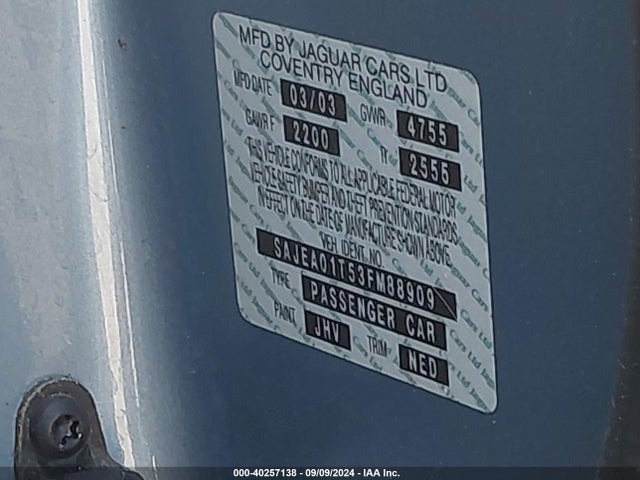 MFD BY JAGUAR CARS LTD
COVENTRY ENGLAND
MFD DATE 03/03 GVWR 4755
GAWR F 2200 R 2555
THIS VEHICLE CONFORMS TO ALL APPLICABLE FEDERAL MOTOR
VEHICLE SAFETY BUMPER AND THEFT PREVENTION STANDARDS
IN EFFECT ON THE DATE OF MANUFACTURE SHOWN ABOVE.
VEH IDENT. NO.
SAJEA01T53FM88909
TYPE PASSENGER CAR
PAINT JHV TRIM NED
000-40257138 - 09/09/2024 - IAA Inc.